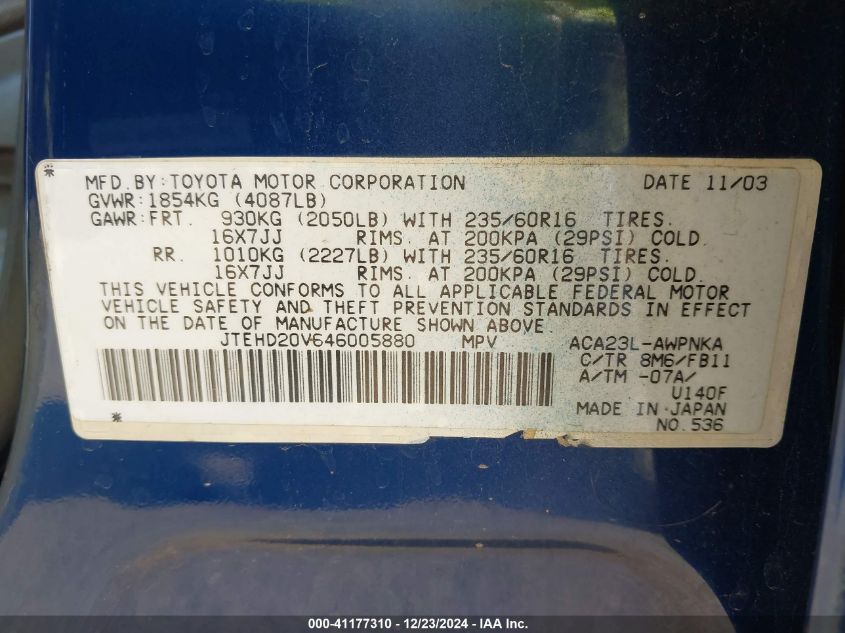 MFD. BY: TOYOTA MOTOR CORPORATION DATE 11/03
GVWR: 1854KG (4087LB)
GAWR: FRT. 930KG (2050LB) WITH 235/60R16 TIRES.
16X7JJ RIMS. AT 200KPA (29PSI) COLD.
RR. 1010KG (2227LB) WITH 235/60R16 TIRES.
16X7JJ RIMS. AT 200KPA (29PSI) COLD.
THIS VEHICLE CONFORMS TO ALL APPLICABLE FEDERAL MOTOR
VEHICLE SAFETY AND THEFT PREVENTION STANDARDS IN EFFECT
ON THE DATE OF MANUFACTURE SHOWN ABOVE.
JTEHD20V646005880 MPV ACA23L-AWPNKA
C/TR 8M6/FB11
A/TM -07A/
U140F
MADE IN JAPAN
NO. 536
000-41177310 - 12/23/2024 - IAA Inc.